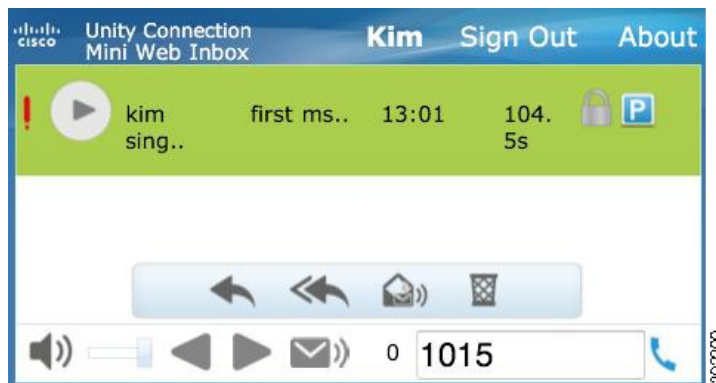 cisco
Unity Connection
Mini Web Inbox
Kim Sign Out About
! kim sing.. first ms.. 13:01 104.5s P
0 1015